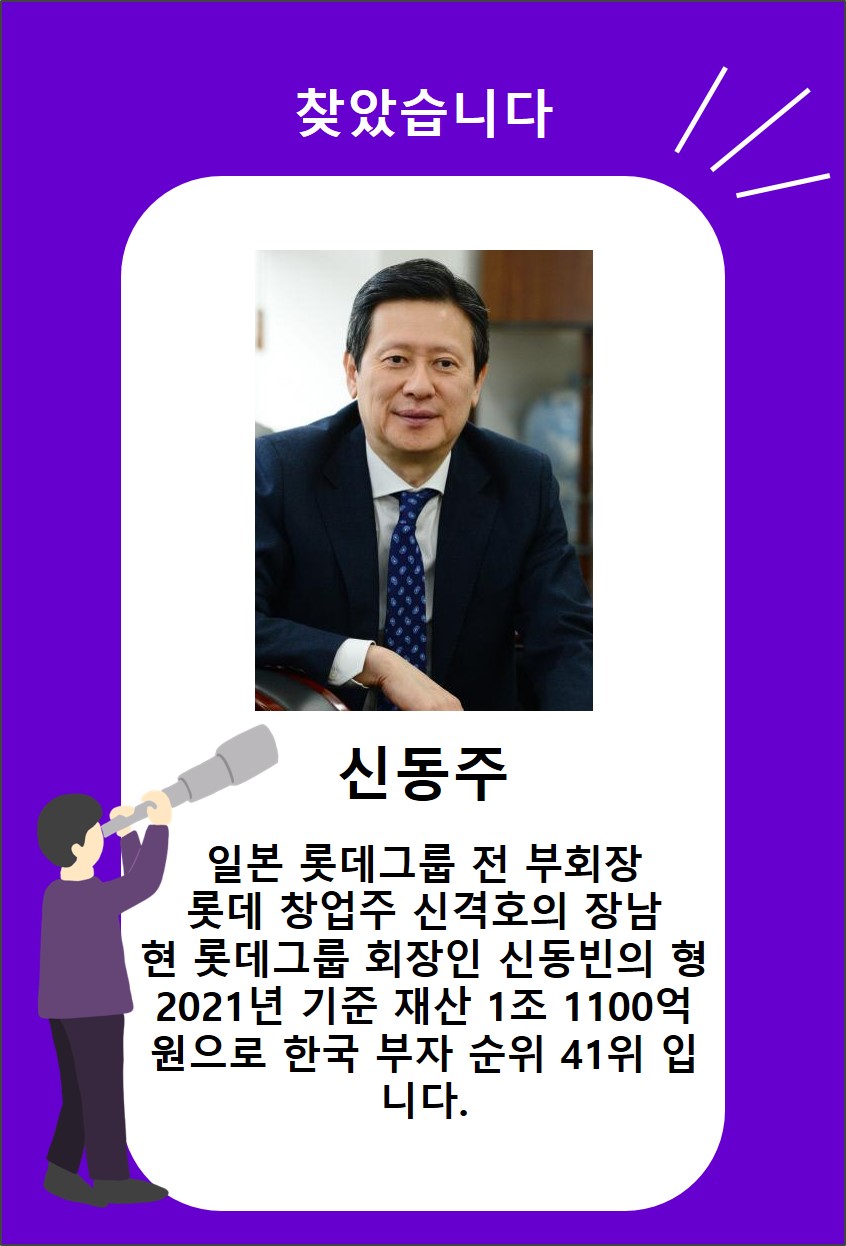 찾았습니다
신동주
일본 롯데그룹 전 부회장
롯데 창업주 신격호의 장남
현 롯데그룹 회장인 신동빈의 형
2021년 기준 재산 1조 1100억
원으로 한국 부자 순위 41위 입
니다.